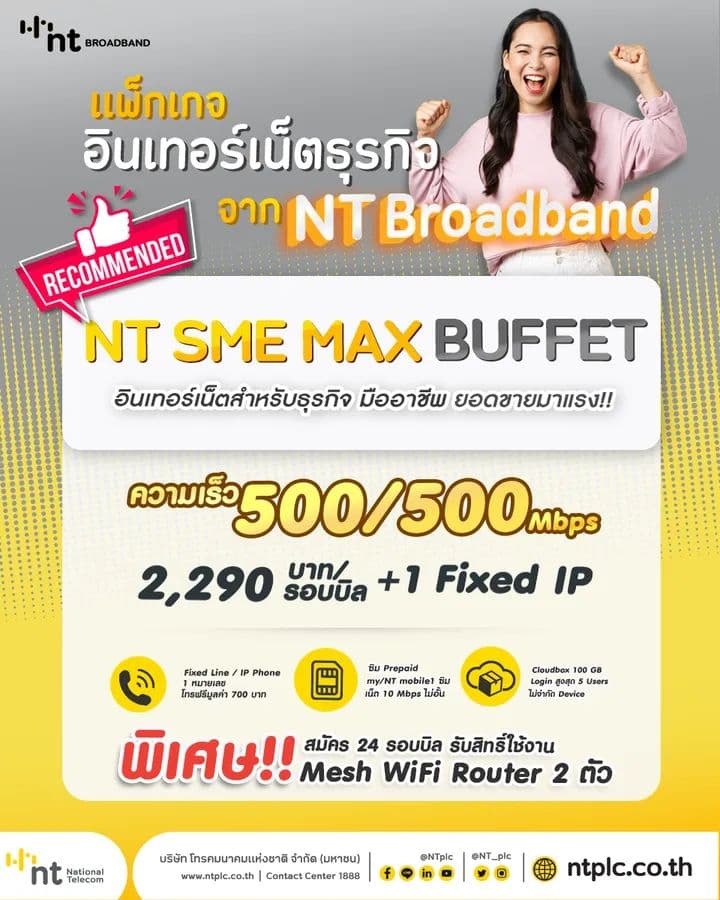 nt BROADBAND
แพ็กเกจ
อินเทอร์เน็ตธุรกิจ
จาก NT Broadband
RECOMMENDED
NT SME MAX BUFFET
อินเทอร์เน็ตสำหรับธุรกิจ มืออาชีพ ยอดขายมาแรง!!
ความเร็ว 500/500 Mbps
2,290 บาท/รอบบิล +1 Fixed IP
Fixed Line / IP Phone
1 หมายเลข
โทรฟรีมูลค่า 700 บาท
ซิม Prepaid
my/NT mobile1 ซิม
เน็ต 10 Mbps ไม่อั้น
Cloudbox 100 GB
Login สูงสุด 5 Users
ไม่จำกัด Device
พิเศษ!! สมัคร 24 รอบบิล รับสิทธิ์ใช้งาน
Mesh WiFi Router 2 ตัว
nt National Telecom
บริษัท โทรคมนาคมแห่งชาติ จำกัด (มหาชน)
www.ntplc.co.th | Contact Center 1888
@NTplc
@NT_plc
ntplc.co.th